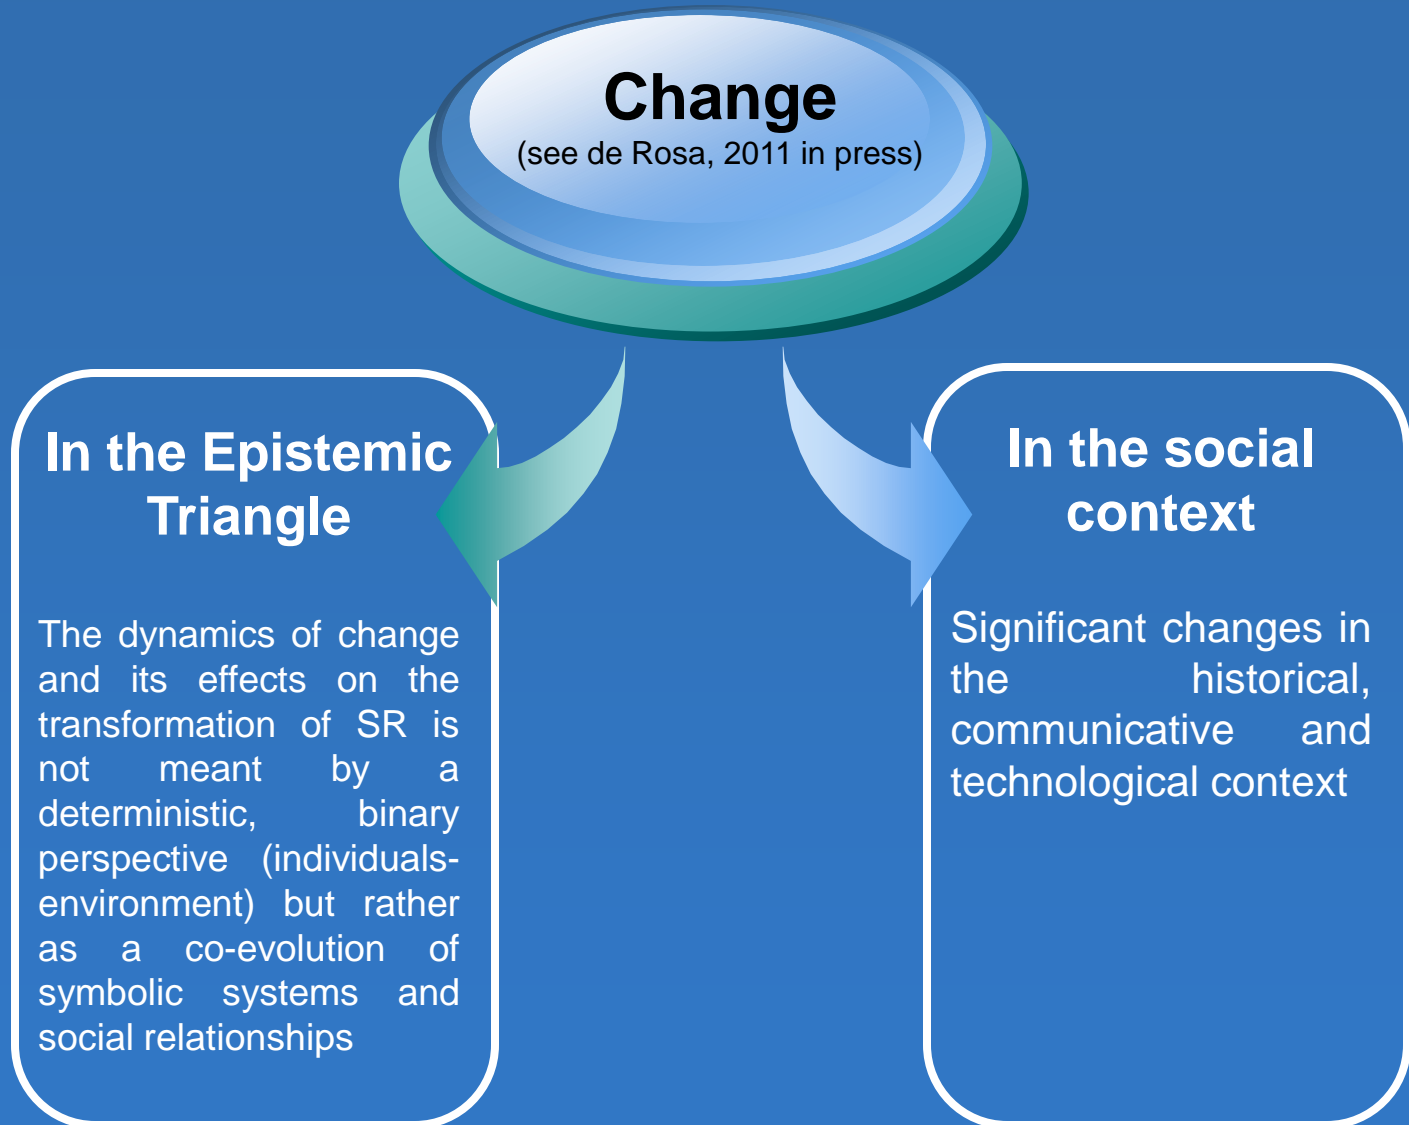 Change
(see de Rosa, 2011 in press)
In the Epistemic
Triangle
The dynamics of change
and its effects on the
transformation of SR is
not meant by a
deterministic, binary
perspective (individuals-
environment) but rather
as a co-evolution of
symbolic systems and
social relationships
In the social
context
Significant changes in
the historical,
communicative and
technological context